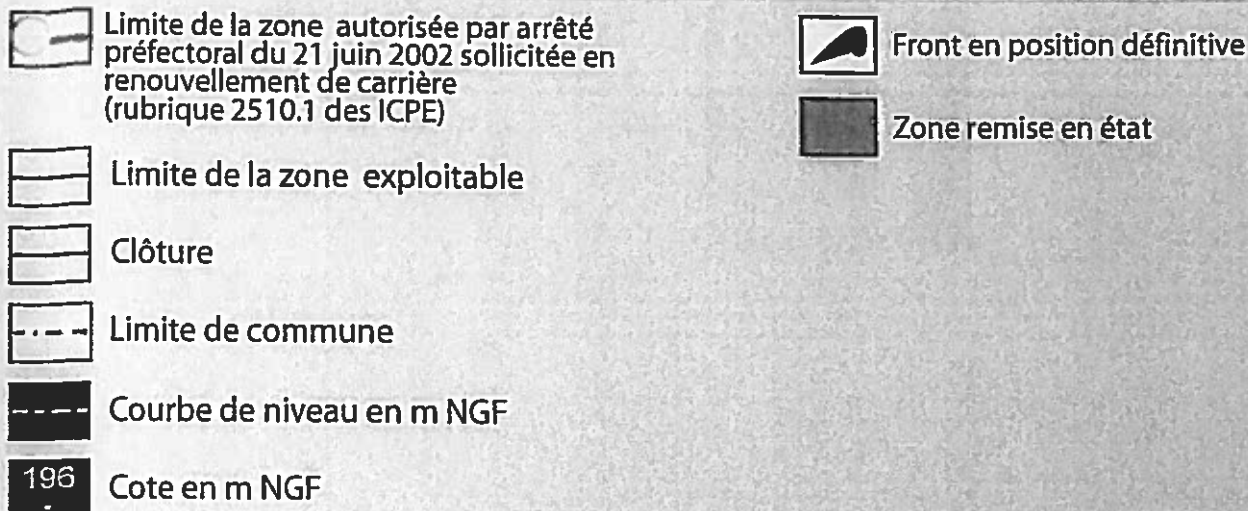 Limite de la zone autorisée par arrêté
préfectoral du 21 juin 2002 sollicitée en
renouvellement de carrière
(rubrique 2510.1 des ICPE)
Limite de la zone exploitable
Clôture
Limite de commune
Courbe de niveau en m NGF
196
Cote en m NGF
Front en position définitive
Zone remise en état